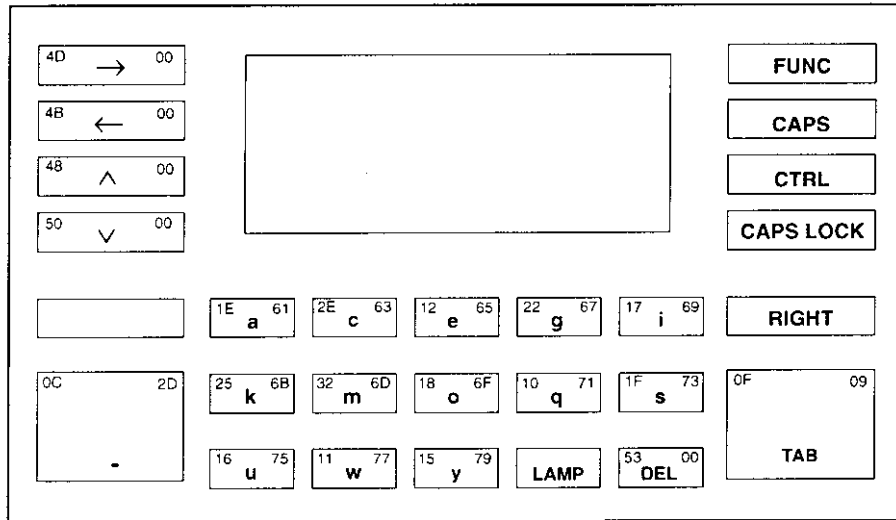 4D → 00
FUNC
4B ← 00
CAPS
48 ∧ 00
CTRL
50 ∨ 00
CAPS LOCK
1E a 61
2E c 63
12 e 65
22 g 67
17 i 69
RIGHT
0C - 2D
25 k 6B
32 m 6D
18 o 6F
10 q 71
1F s 73
0F TAB 09
16 u 75
11 w 77
15 y 79
LAMP
53 DEL 00